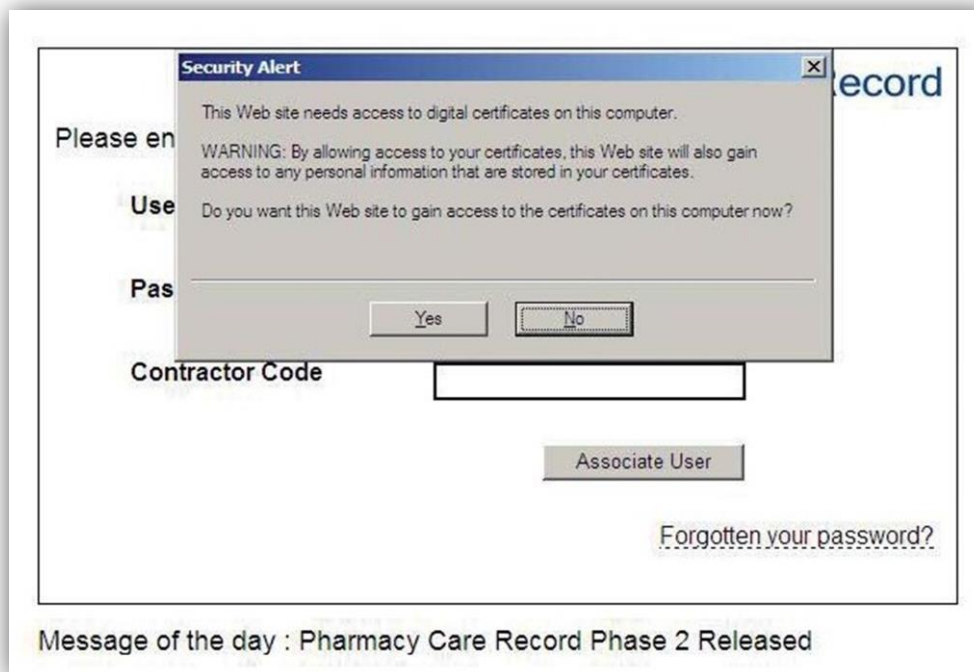 Security Alert
ecord
This Web site needs access to digital certificates on this computer.
Please en
WARNING: By allowing access to your certificates, this Web site will also gain
access to any personal information that are stored in your certificates.
Use
Do you want this Web site to gain access to the certificates on this computer now?
Pas
Yes
No
Contractor Code
Associate User
Forgotten your password?
Message of the day : Pharmacy Care Record Phase 2 Released